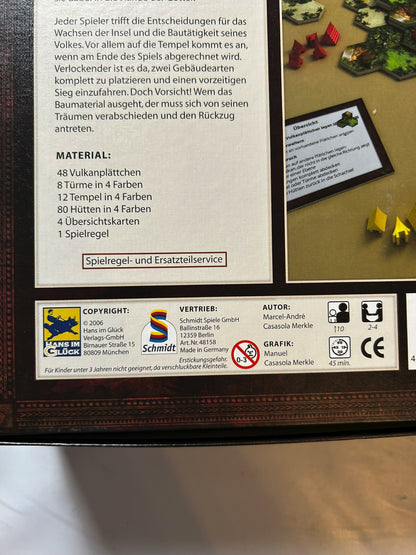 Jeder Spieler trifft die Entscheidungen für das
Wachsen der Insel und die Bautätigkeit seines
Volkes. Vor allem auf die Tempel kommt es an,
wenn am Ende des Spiels abgerechnet wird.
Verlockender ist es da, zwei Gebäudearten
komplett zu platzieren und einen vorzeitigen
Sieg einzufahren. Doch Vorsicht! Wem das
Baumaterial ausgeht, der muss sich von seinen
Träumen verabschieden und den Rückzug
antreten.
MATERIAL:
48 Vulkanplättchen
8 Türme in 4 Farben
12 Tempel in 4 Farben
80 Hütten in 4 Farben
4 Übersichtskarten
1 Spielregel
Spielregel- und Ersatzteilservice
Übersicht
HANS IM
GLÜCK
COPYRIGHT:
© 2006
Hans im Glück
Verlags-GmbH
Birnauer Straße 15
80809 München
Schmidt
VERTRIEB:
Schmidt Spiele GmbH
Ballinstraße 16
12359 Berlin
Art. Nr. 48158
Made in Germany
Erstickungsgefahr.
0-3
AUTOR:
Marcel-André
Casasola Merkle
GRAFIK:
Manuel
Casasola Merkle
110
2-4
45 min.
CE
Für Kinder unter 3 Jahren nicht geeignet, da verschluckbare Kleinteile.